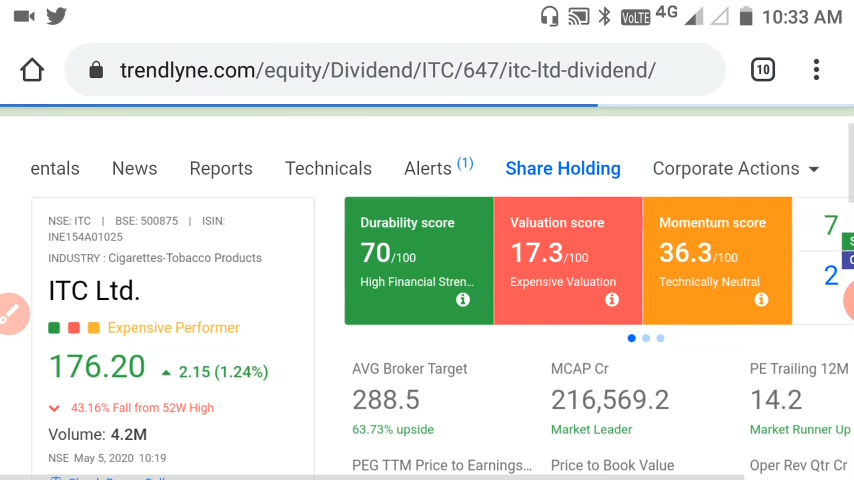 VoLTE 4G 10:33 AM
trendlyne.com/equity/Dividend/ITC/647/itc-ltd-dividend/
10
entals News Reports Technicals Alerts (1) Share Holding Corporate Actions
NSE: ITC | BSE: 500875 | ISIN:
INE154A01025
INDUSTRY : Cigarettes-Tobacco Products
ITC Ltd.
Expensive Performer
176.20 2.15 (1.24%)
43.16% Fall from 52W High
Volume: 4.2M
NSE May 5, 2020 10:19
Durability score
70/100
High Financial Stren...
Valuation score
17.3/100
Expensive Valuation
Momentum score
36.3/100
Technically Neutral
7
2
AVG Broker Target
288.5
63.73% upside
MCAP Cr
216,569.2
Market Leader
PE Trailing 12M
14.2
Market Runner Up
PEG TTM Price to Earnings...
Price to Book Value
Oper Rev Qtr Cr